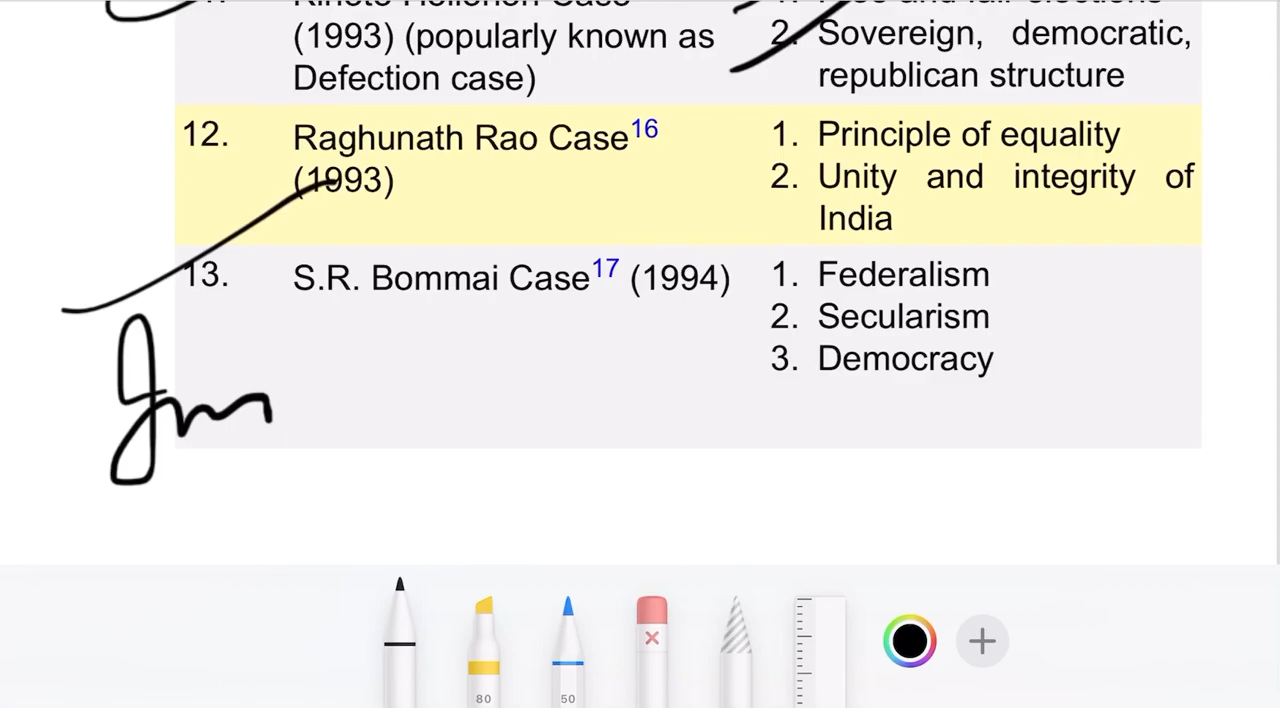 (1993) (popularly known as
Defection case)
2. Sovereign, democratic,
republican structure
12. Raghunath Rao Case16
(1993)
1. Principle of equality
2. Unity and integrity of
India
13. S.R. Bommai Case17 (1994)
1. Federalism
2. Secularism
3. Democracy
80
50